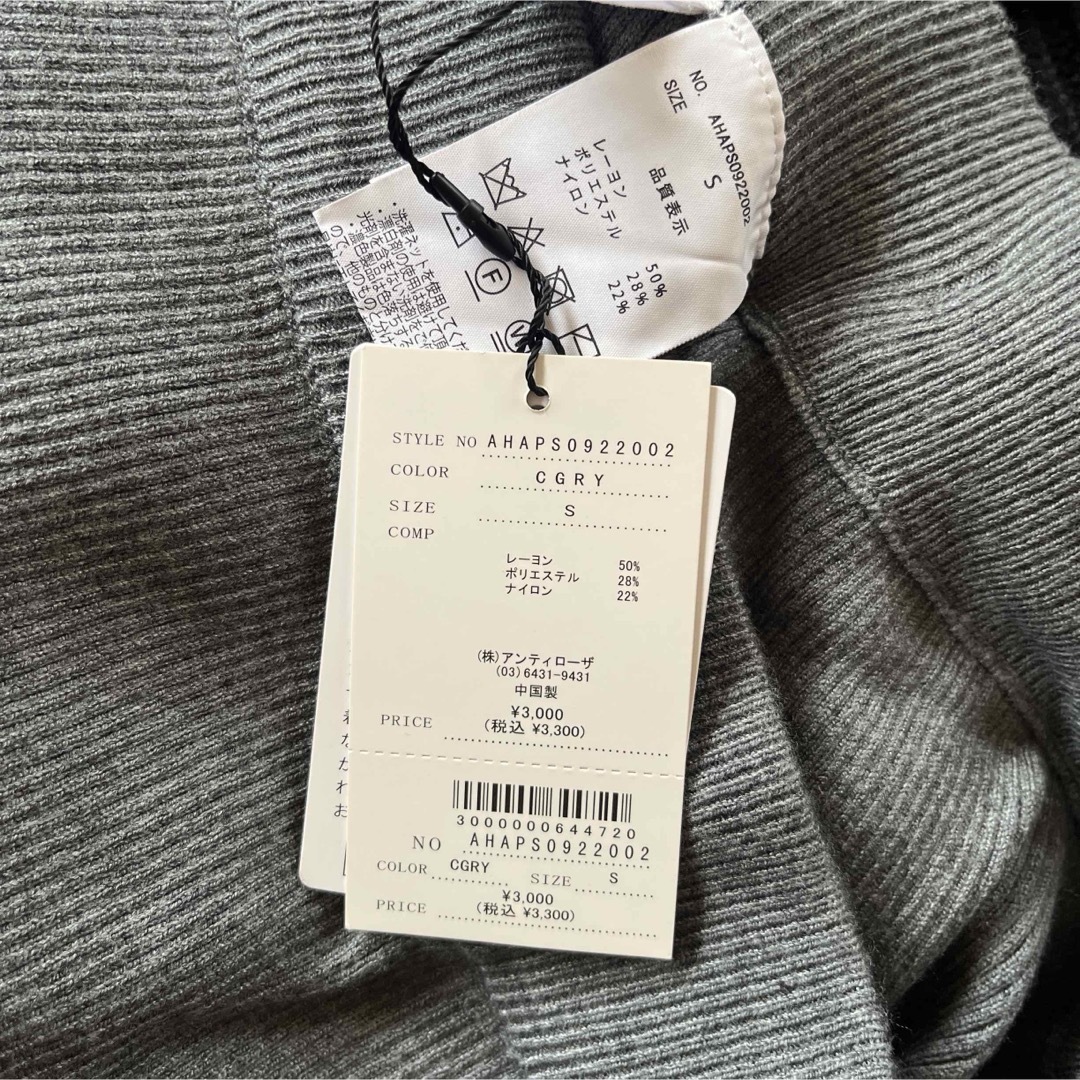 NO. AHAPS0922002
SIZE S
品質表示
レーヨン 50%
ポリエステル 28%
ナイロン 22%
F
STYLE NO AHAPS0922002
COLOR CGRY
SIZE S
COMP
レーヨン 50%
ポリエステル 28%
ナイロン 22%
(株)アンティローザ
(03)6431-9431
中国製
¥3,000
PRICE (税込 ¥3,300)
3000000644720
NO AHAPS0922002
COLOR CGRY SIZE S
¥3,000
PRICE (税込 ¥3,300)